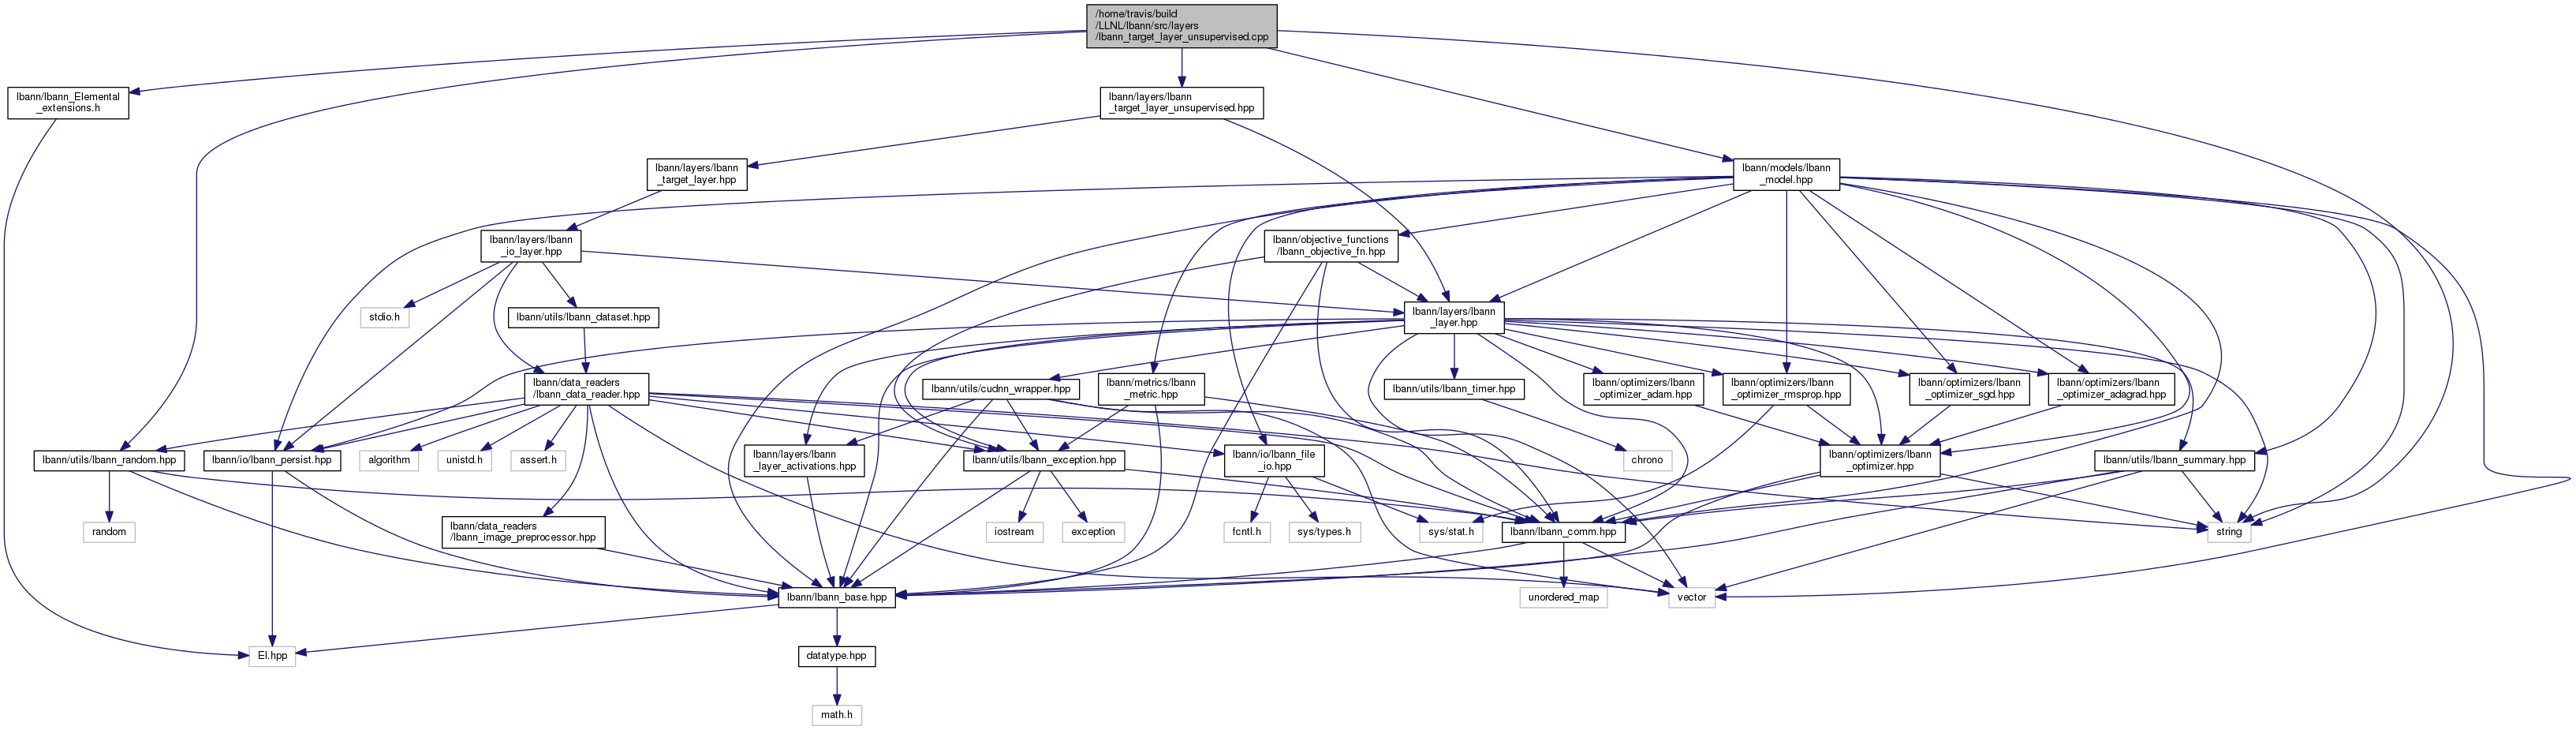 /home/travis/build
/LLNL/lbann/src/layers
/lbann_target_layer_unsupervised.cpp
lbann/lbann_Elemental
_extensions.h
lbann/layers/lbann
_target_layer_unsupervised.hpp
lbann/layers/lbann
_target_layer.hpp
lbann/models/lbann
_model.hpp
lbann/layers/lbann
_io_layer.hpp
lbann/objective_functions
/lbann_objective_fn.hpp
stdio.h
lbann/utils/lbann_dataset.hpp
lbann/layers/lbann
_layer.hpp
lbann/data_readers
/lbann_data_reader.hpp
lbann/utils/cudnn_wrapper.hpp
lbann/metrics/lbann
_metric.hpp
lbann/utils/lbann_timer.hpp
lbann/optimizers/lbann
_optimizer_adam.hpp
lbann/optimizers/lbann
_optimizer_rmsprop.hpp
lbann/optimizers/lbann
_optimizer_sgd.hpp
lbann/optimizers/lbann
_optimizer_adagrad.hpp
lbann/utils/lbann_random.hpp
lbann/io/lbann_persist.hpp
algorithm
unistd.h
assert.h
lbann/layers/lbann
_layer_activations.hpp
lbann/utils/lbann_exception.hpp
lbann/io/lbann_file
_io.hpp
chrono
lbann/optimizers/lbann
_optimizer.hpp
lbann/utils/lbann_summary.hpp
random
lbann/data_readers
/lbann_image_preprocessor.hpp
iostream
exception
fcntl.h
sys/types.h
sys/stat.h
lbann/lbann_comm.hpp
string
lbann/lbann_base.hpp
unordered_map
vector
El.hpp
datatype.hpp
math.h